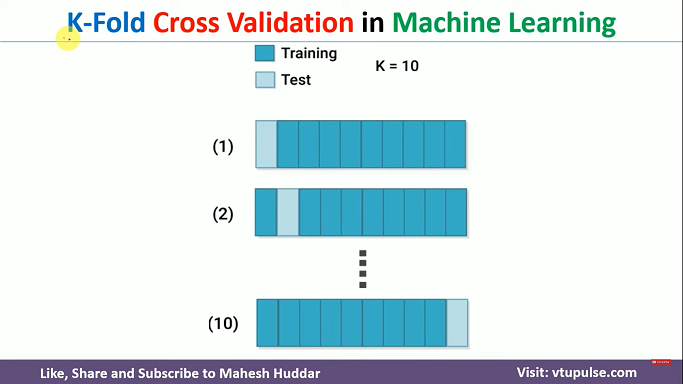 K-Fold Cross Validation in Machine Learning
Training
K = 10
Test
(1)
(2)
(10)
Like, Share and Subscribe to Mahesh Huddar
Visit: vtupulse.com